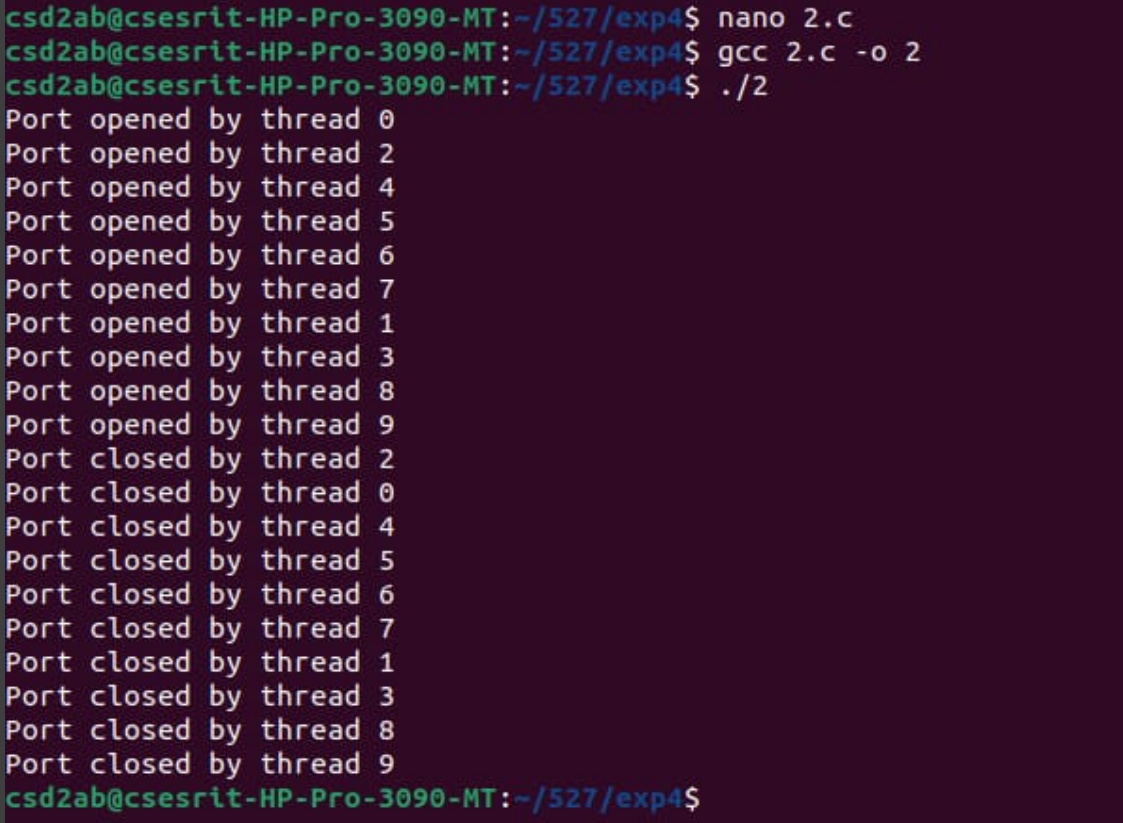 csd2ab@csesrit-HP-Pro-3090-MT:~/527/exp4$ nano 2.c
csd2ab@csesrit-HP-Pro-3090-MT:~/527/exp4$ gcc 2.c -o 2
csd2ab@csesrit-HP-Pro-3090-MT:~/527/exp4$ ./2
Port opened by thread 0
Port opened by thread 2
Port opened by thread 4
Port opened by thread 5
Port opened by thread 6
Port opened by thread 7
Port opened by thread 1
Port opened by thread 3
Port opened by thread 8
Port opened by thread 9
Port closed by thread 2
Port closed by thread 0
Port closed by thread 4
Port closed by thread 5
Port closed by thread 6
Port closed by thread 7
Port closed by thread 1
Port closed by thread 3
Port closed by thread 8
Port closed by thread 9
csd2ab@csesrit-HP-Pro-3090-MT:~/527/exp4$